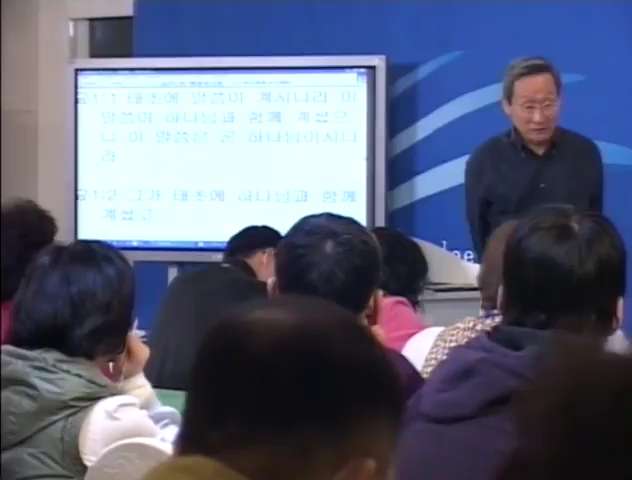 요1:1 태초에 말씀이 계시니라 이
말씀이 하나님과 함께 계셨으
니 이 말씀은 곧 하나님이시니
라
요1:2 그가 태초에 하나님과 함께
계셨고